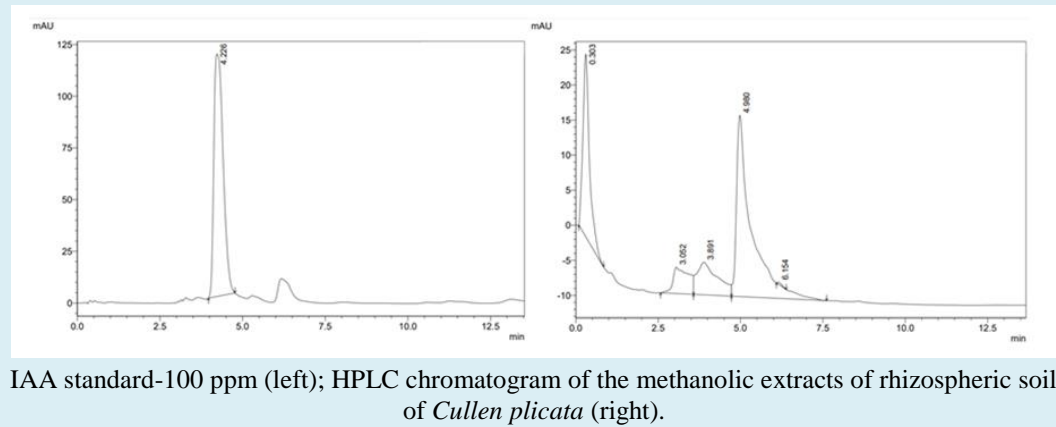 mAU
125
100
75
50
25
0
4.226
0.0 2.5 5.0 7.5 10.0 12.5
min
mAU
25
20
15
10
5
0
-5
-10
0.303
3.052
3.891
4.980
6.154
0.0 2.5 5.0 7.5 10.0 12.5
min
IAA standard-100 ppm (left); HPLC chromatogram of the methanolic extracts of rhizospheric soil
of Cullen plicata (right).